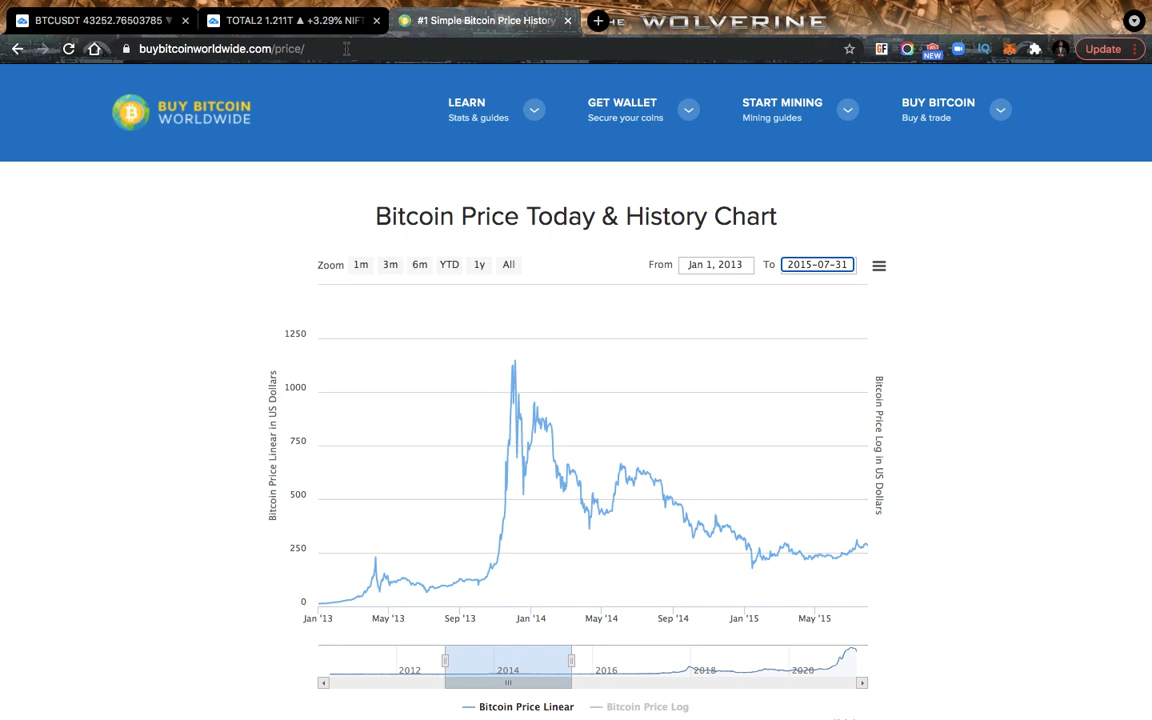 BTCUSDT 43252.76503785
TOTAL2 1.211T ▲ +3.29% NIFT
#1 Simple Bitcoin Price History
THE WOLVERINE
buybitcoinworldwide.com/price/
GF
NEW
IQ
Update
BUY BITCOIN
WORLDWIDE
LEARN
Stats & guides
GET WALLET
Secure your coins
START MINING
Mining guides
BUY BITCOIN
Buy & trade
Bitcoin Price Today & History Chart
Zoom 1m 3m 6m YTD 1y All
From Jan 1, 2013 To 2015-07-31
Bitcoin Price Linear in US Dollars
1250
1000
750
500
250
0
Bitcoin Price Log in US Dollars
Jan '13 May '13 Sep '13 Jan '14 May '14 Sep '14 Jan '15 May '15
2012 2014 2016 2018 2020
Bitcoin Price Linear Bitcoin Price Log